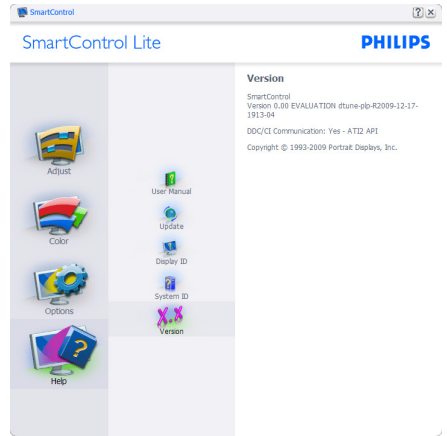 SmartControl
SmartControl Lite
PHILIPS
Adjust
Color
Options
Help
User Manual
Update
Display ID
System ID
Version
Version
SmartControl
Version 0.00 EVALUATION dtune-plp-R2009-12-17-
1913-04
DDC/CI Communication: Yes - ATI2 API
Copyright © 1993-2009 Portrait Displays, Inc.